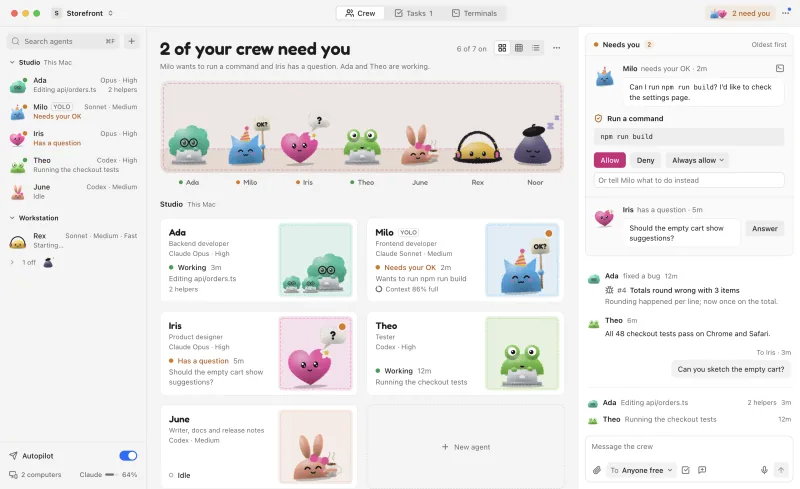 S Storefront
Crew
Tasks 1
Terminals
2 need you
Search agents ⌘F
Studio This Mac
Ada Opus · High
Editing api/orders.ts 2 helpers
Milo YOLO Sonnet · Medium
Needs your OK
Iris Opus · High
Has a question
Theo Codex · High
Running the checkout tests
June Codex · Medium
Idle
Workstation
Rex Sonnet · Medium · Fast
Starting…
1 off
Autopilot
2 computers Claude 64%
2 of your crew need you
6 of 7 on
Milo wants to run a command and Iris has a question. Ada and Theo are working.
OK?
?
Ada
Milo
Iris
Theo
June
Rex
Noor
Studio This Mac
Ada
Backend developer
Claude Opus · High
Working 3m
Editing api/orders.ts
2 helpers
Milo YOLO
Frontend developer
Claude Sonnet · Medium
Needs your OK 2m
Wants to run npm run build
Context 86% full
OK?
Iris
Product designer
Claude Opus · High
Has a question 5m
Should the empty cart show
suggestions?
?
Theo
Tester
Codex · High
Working 12m
Running the checkout tests
June
Writer, docs and release notes
Codex · Medium
Idle
+ New agent
Needs you 2
Oldest first
Milo needs your OK · 2m
Can I run npm run build? I'd like to check
the settings page.
Run a command
npm run build
Allow
Deny
Always allow
Or tell Milo what to do instead
Iris has a question · 5m
Should the empty cart show
suggestions?
Answer
Ada fixed a bug 12m
#4 Totals round wrong with 3 items
Rounding happened per line; now once on the total.
Theo 6m
All 48 checkout tests pass on Chrome and Safari.
To Iris · 3m
Can you sketch the empty cart?
Ada Editing api/orders.ts 2 helpers 3m
Theo Running the checkout tests 12m
Message the crew
To Anyone free